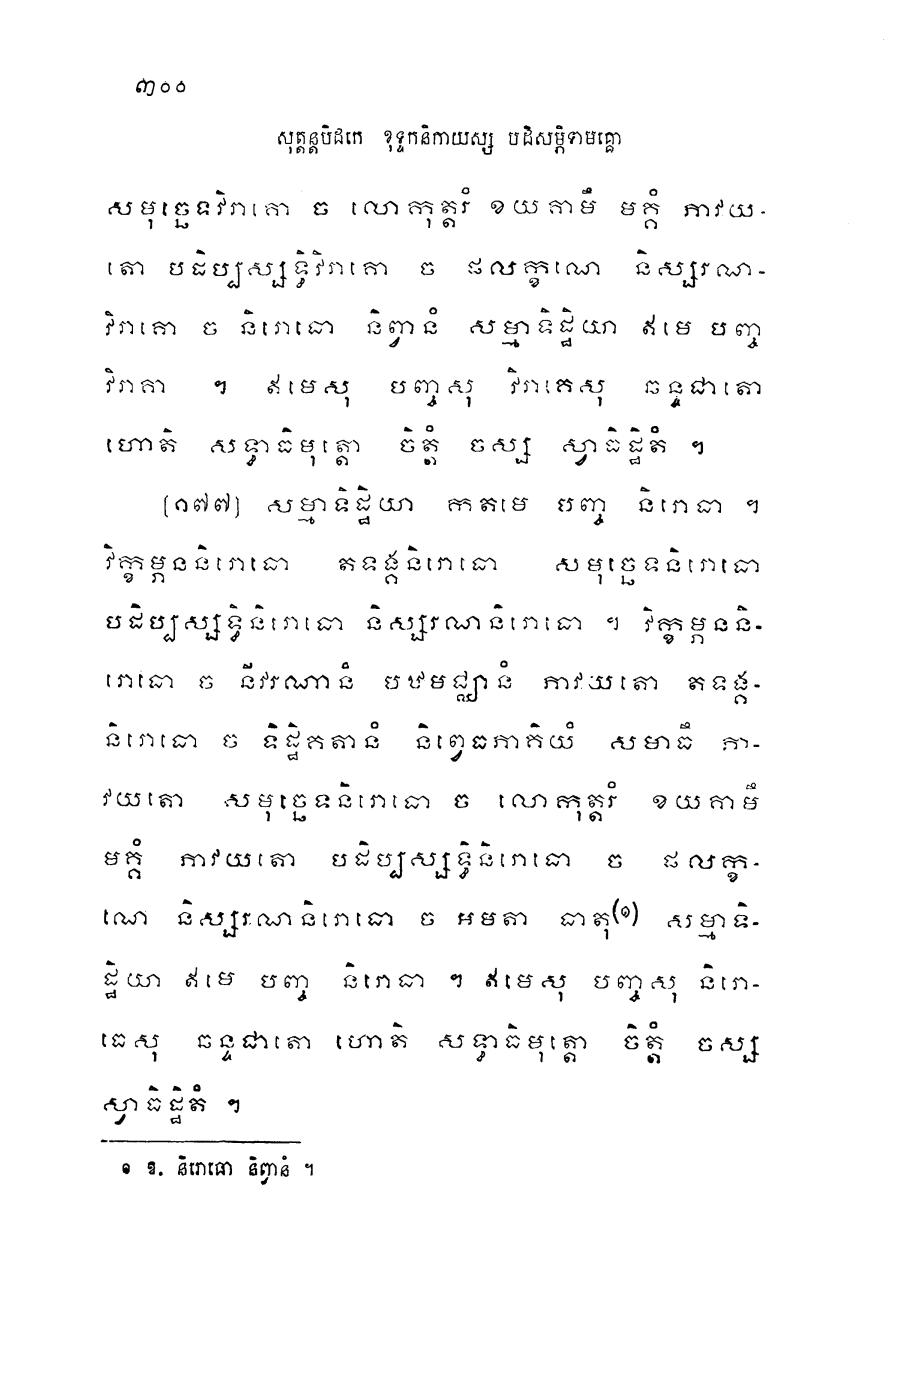 ៣០០
សុត្តន្តបិដកេ ខុទ្ទកនិកាយស្ស បដិសម្ភិទាមគ្គោ
សមុច្ឆេទវិរាគោ ច លោកុត្តរំ ខយគាមឹ មគ្គំ ភាវយ-
តោ បដិប្បស្សទ្ធិវិរាគោ ច ផលក្ខណេ និស្សរណ-
វិរាគោ ច និរោធោ និព្វានំ សម្មាទិដ្ឋិយា ឥមេ បញ្ច
វិរាគា ។ ឥមេសុ បញ្ចសុ វិរាគេសុ ឆន្ទជាតោ
ហោតិ សទ្ធាធិមុត្តោ ចិត្តំ ចស្ស ស្វាធិដ្ឋិតំ ។
[១៧៧] សម្មាទិដ្ឋិយា កតមេ បញ្ច និរោធា ។
វិក្ខម្ភននិរោធោ តទង្គនិរោធោ សមុច្ឆេទនិរោធោ
បដិប្បស្សទ្ធិនិរោធោ និស្សរណនិរោធោ ។ វិក្ខម្ភននិ-
រោធោ ច នីវរណានំ បឋមជ្ឈានំ ភាវយតោ តទង្គ-
និរោធោ ច ទិដ្ឋិគតានំ និព្វេធភាគិយំ សមាធឹ ភា-
វយតោ សមុច្ឆេទនិរោធោ ច លោកុត្តរំ ខយគាមឹ
មគ្គំ ភាវយតោ បដិប្បស្សទ្ធិនិរោធោ ច ផលក្ខ-
ណេ និស្សរណនិរោធោ ច អមតា ធាតុ(១) សម្មាទិ-
ដ្ឋិយា ឥមេ បញ្ច និរោធា ។ ឥមេសុ បញ្ចសុ និរោ-
ធេសុ ឆន្ទជាតោ ហោតិ សទ្ធាធិមុត្តោ ចិត្តំ ចស្ស
ស្វាធិដ្ឋិតំ ។
១ ឱ. និរោធោ និព្វានំ ។